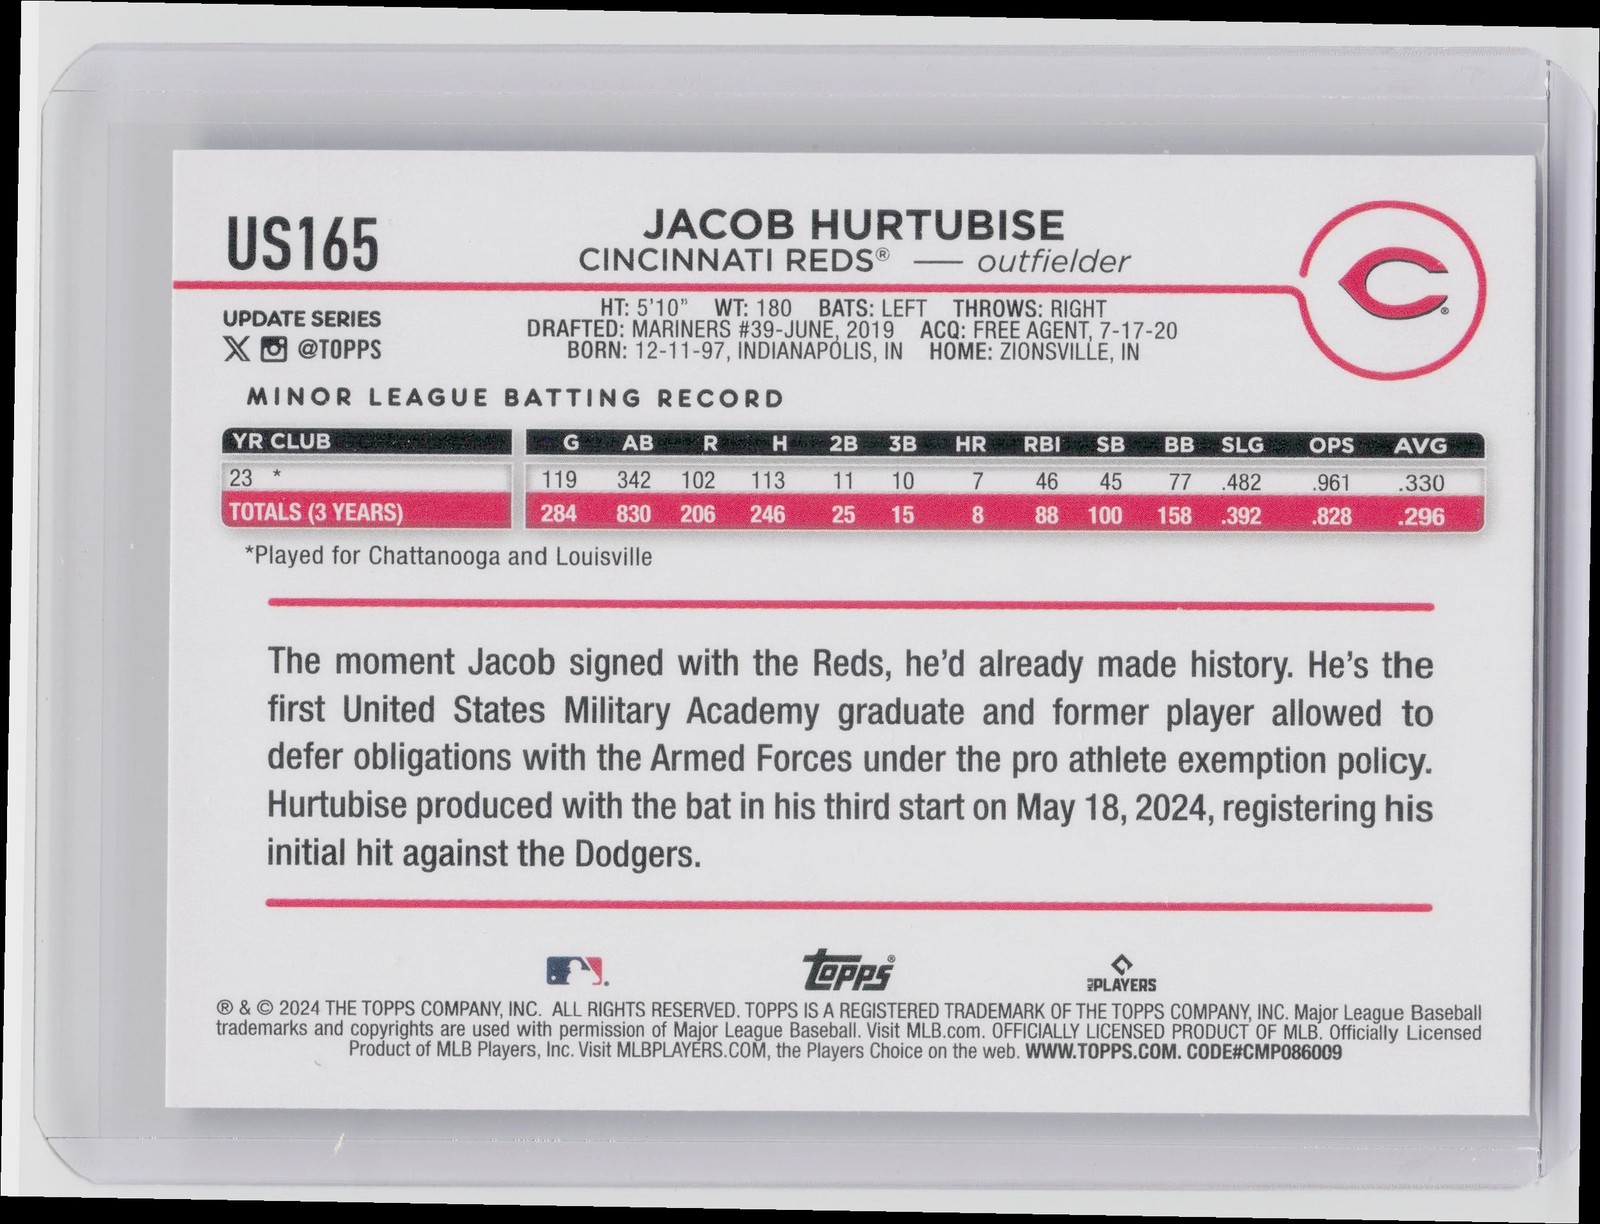 US165
JACOB HURTUBISE
CINCINNATI REDS® — outfielder
UPDATE SERIES
X @TOPPS
HT: 5'10" WT: 180 BATS: LEFT THROWS: RIGHT
DRAFTED: MARINERS #39-JUNE, 2019 ACQ: FREE AGENT, 7-17-20
BORN: 12-11-97, INDIANAPOLIS, IN HOME: ZIONSVILLE, IN
MINOR LEAGUE BATTING RECORD
YR CLUB G AB R H 2B 3B HR RBI SB BB SLG OPS AVG
23 * 119 342 102 113 11 10 7 46 45 77 .482 .961 .330
TOTALS (3 YEARS) 284 830 206 246 25 15 8 88 100 158 .392 .828 .296
*Played for Chattanooga and Louisville
The moment Jacob signed with the Reds, he'd already made history. He's the
first United States Military Academy graduate and former player allowed to
defer obligations with the Armed Forces under the pro athlete exemption policy.
Hurtubise produced with the bat in his third start on May 18, 2024, registering his
initial hit against the Dodgers.
Topps® MLB PLAYERS
® & © 2024 THE TOPPS COMPANY, INC. ALL RIGHTS RESERVED. TOPPS IS A REGISTERED TRADEMARK OF THE TOPPS COMPANY, INC. Major League Baseball
trademarks and copyrights are used with permission of Major League Baseball. Visit MLB.com. OFFICIALLY LICENSED PRODUCT OF MLB. Officially Licensed
Product of MLB Players, Inc. Visit MLBPLAYERS.COM, the Players Choice on the web. WWW.TOPPS.COM. CODE#CMP086009